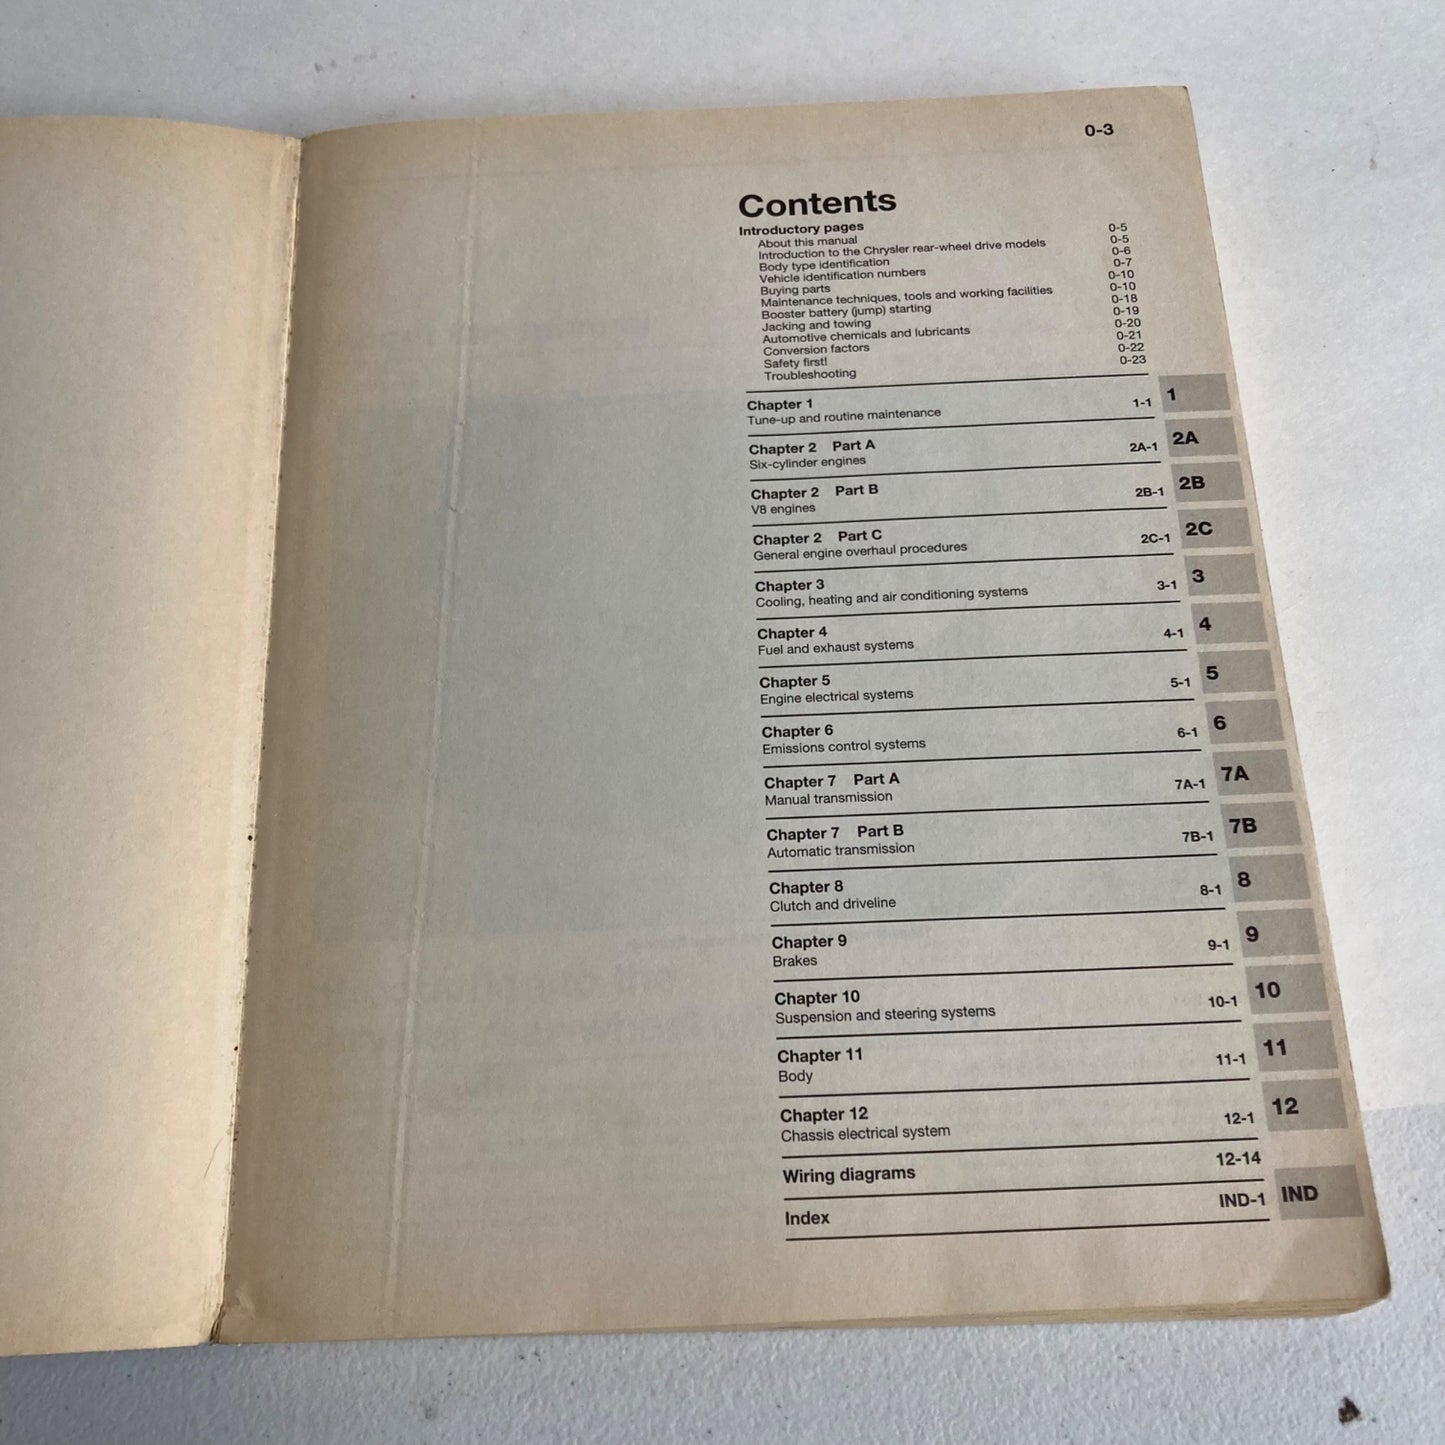 0-3
Contents
Introductory pages
About this manual 0-5
Introduction to the Chrysler rear-wheel drive models 0-5
Body type identification 0-6
Vehicle identification numbers 0-7
Buying parts 0-10
Maintenance techniques, tools and working facilities 0-10
Booster battery (jump) starting 0-18
Jacking and towing 0-19
Automotive chemicals and lubricants 0-20
Conversion factors 0-21
Safety first! 0-22
Troubleshooting 0-23
Chapter 1 1
Tune-up and routine maintenance 1-1
Chapter 2 Part A 2A
Six-cylinder engines 2A-1
Chapter 2 Part B 2B
V8 engines 2B-1
Chapter 2 Part C 2C
General engine overhaul procedures 2C-1
Chapter 3 3
Cooling, heating and air conditioning systems 3-1
Chapter 4 4
Fuel and exhaust systems 4-1
Chapter 5 5
Engine electrical systems 5-1
Chapter 6 6
Emissions control systems 6-1
Chapter 7 Part A 7A
Manual transmission 7A-1
Chapter 7 Part B 7B
Automatic transmission 7B-1
Chapter 8 8
Clutch and driveline 8-1
Chapter 9 9
Brakes 9-1
Chapter 10 10
Suspension and steering systems 10-1
Chapter 11 11
Body 11-1
Chapter 12 12
Chassis electrical system 12-1
Wiring diagrams 12-14
Index IND-1 IND